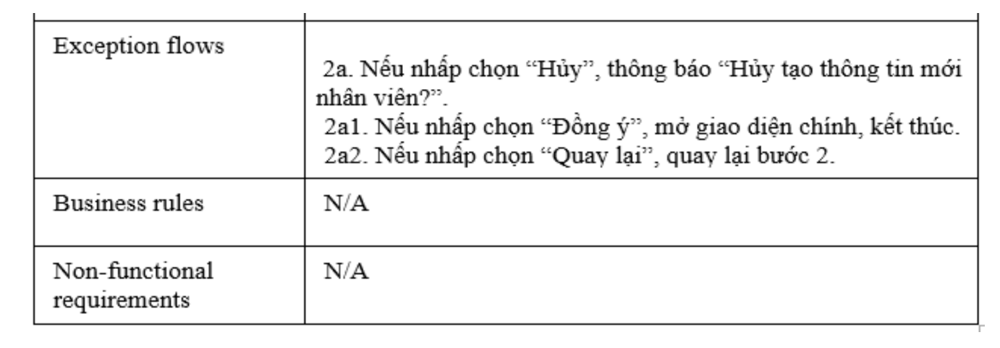 Exception flows
2a. Nếu nhấp chọn “Hủy”, thông báo “Hủy tạo thông tin mới
nhân viên?”.
2a1. Nếu nhấp chọn “Đồng ý”, mở giao diện chính, kết thúc.
2a2. Nếu nhấp chọn “Quay lại”, quay lại bước 2.
Business rules
N/A
Non-functional
requirements
N/A